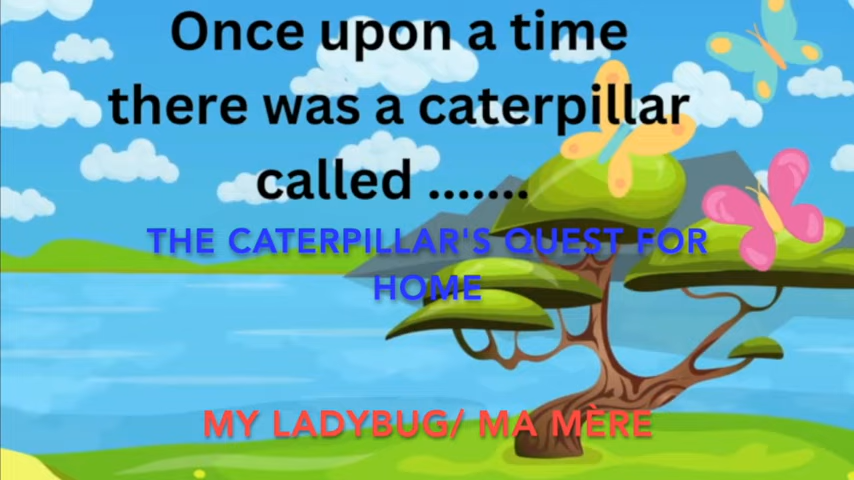 Once upon a time
there was a caterpillar
called .......
THE CATERPILLAR'S QUEST FOR
HOME
MY LADYBUG/ MA MÈRE